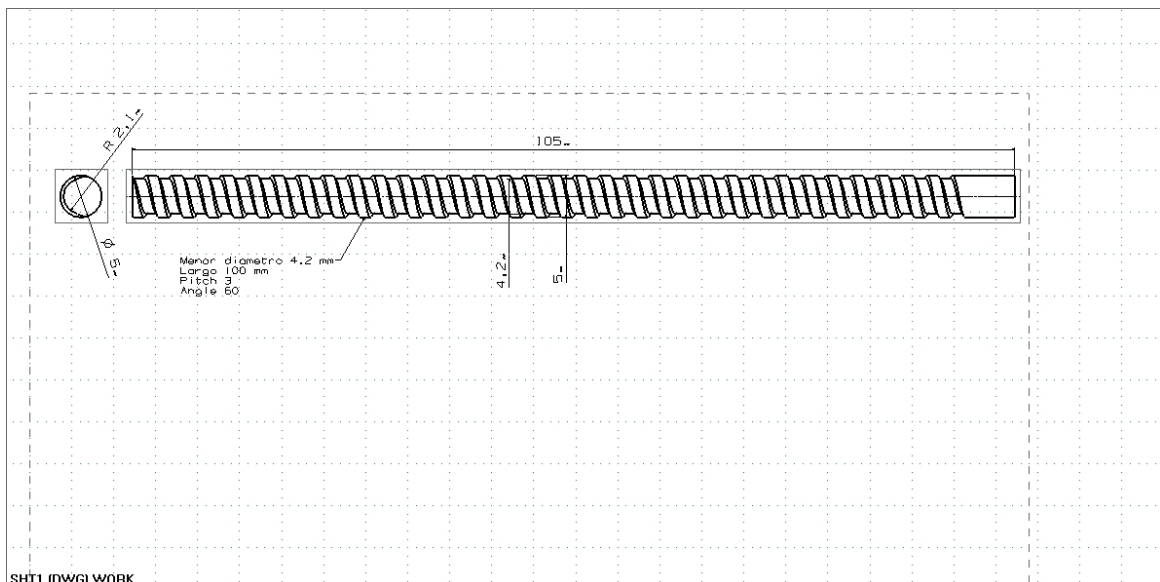 105
R 2,1
Ø 5
Menor diametro 4.2 mm
Largo 100 mm
Pitch 3
Angle 60
4,2
5
SHT1 (DWG) WORK